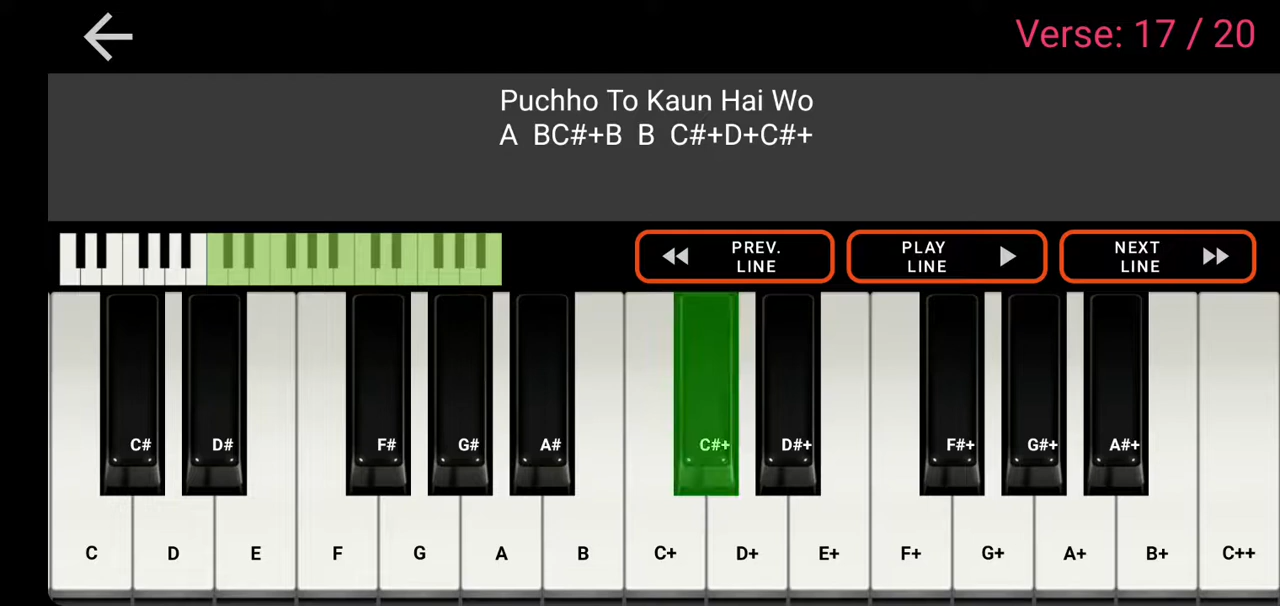 Verse: 17 / 20
Puchho To Kaun Hai Wo
A BC#+B B C#+D+C#+
PREV.
LINE
PLAY
LINE
NEXT
LINE
C# D# F# G# A# C#+ D#+ F#+ G#+ A#+
C D E F G A B C+ D+ E+ F+ G+ A+ B+ C++